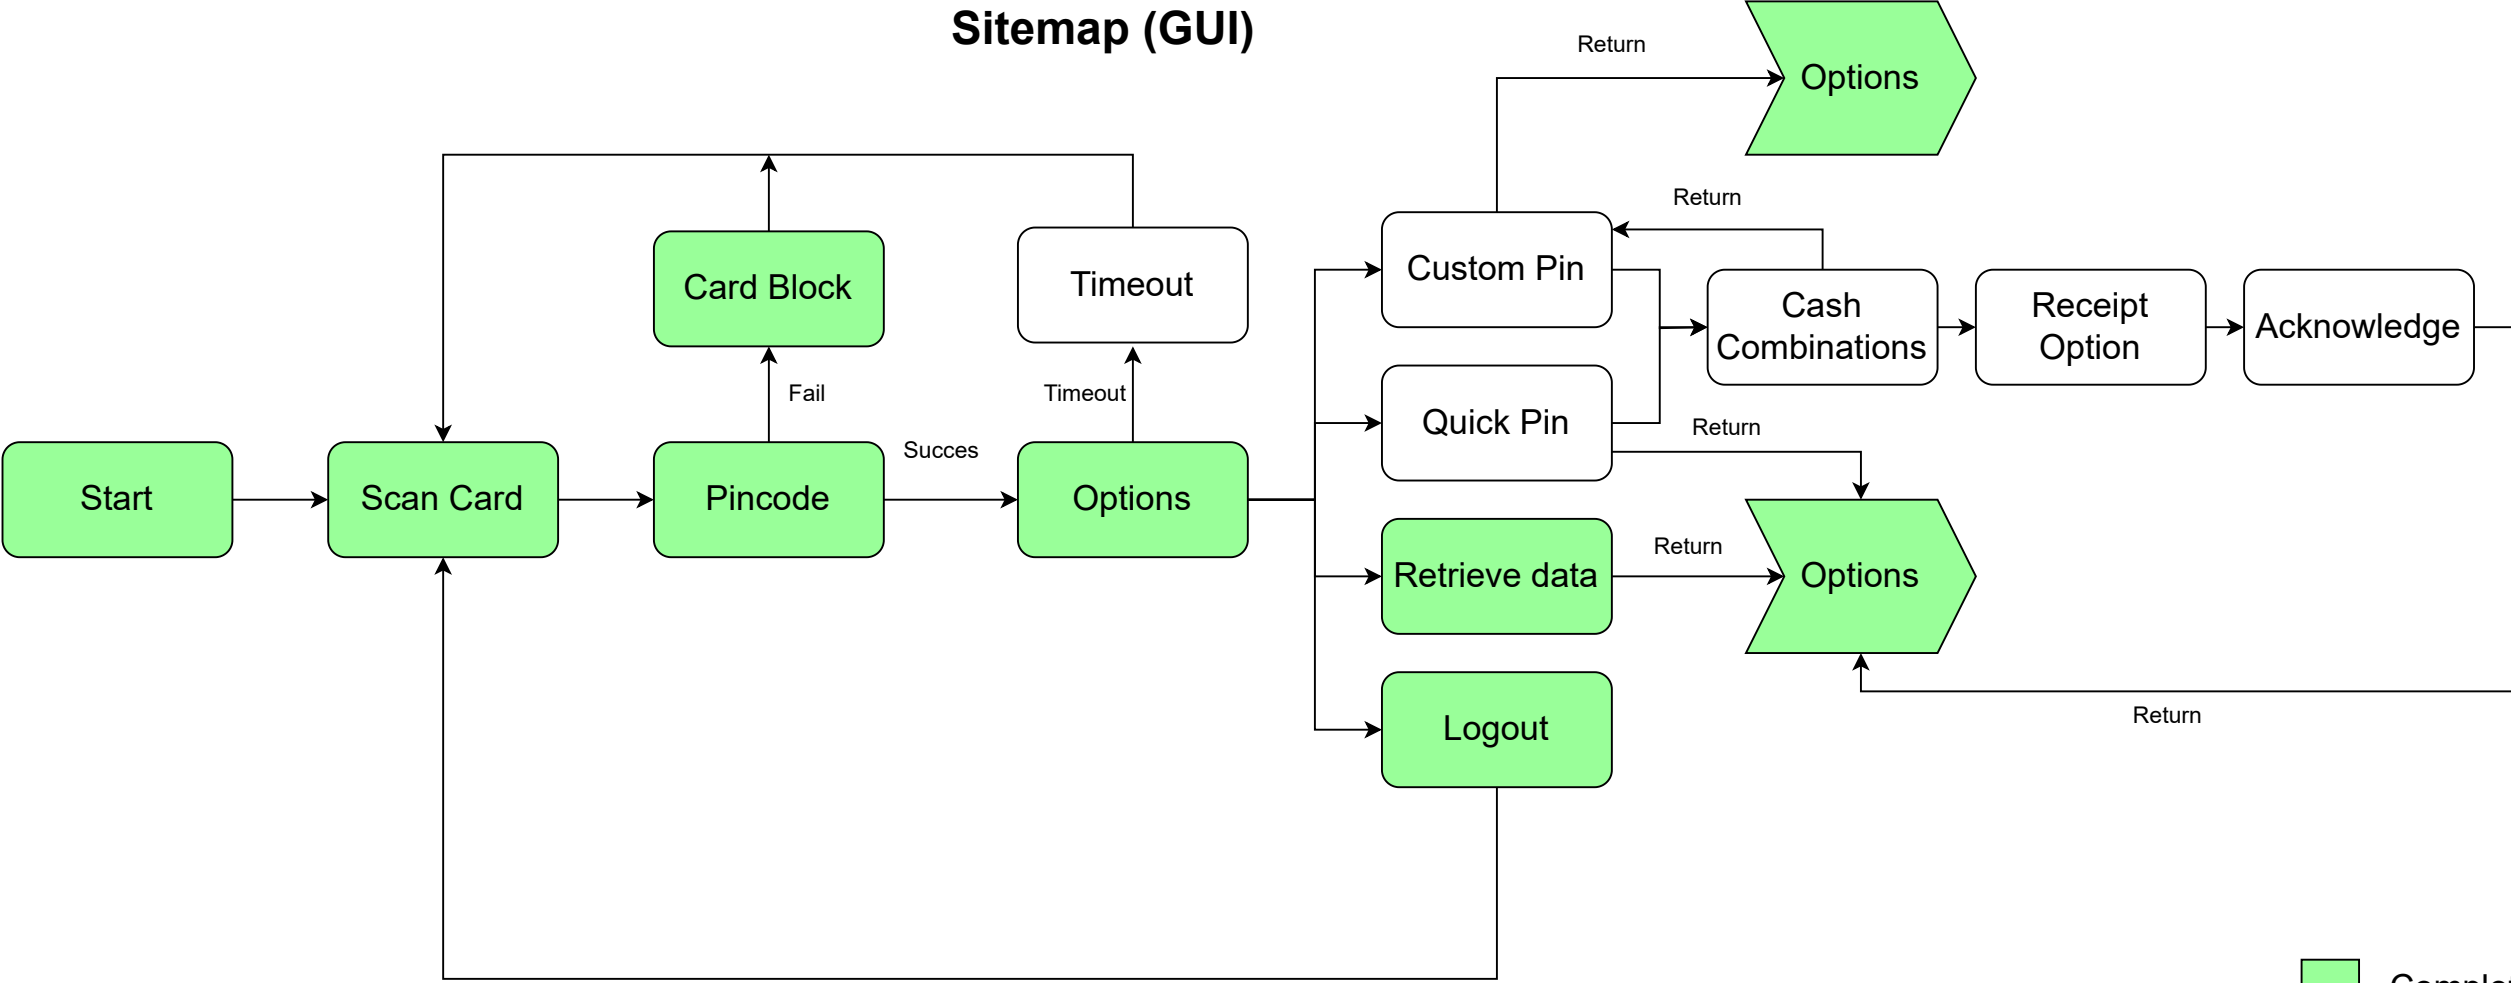 Sitemap (GUI)
Return
Options
Return
Card Block
Timeout
Custom Pin
Cash
Combinations
Receipt
Option
Acknowledge
Fail
Timeout
Quick Pin
Return
Succes
Start
Scan Card
Pincode
Options
Return
Retrieve data
Options
Return
Logout